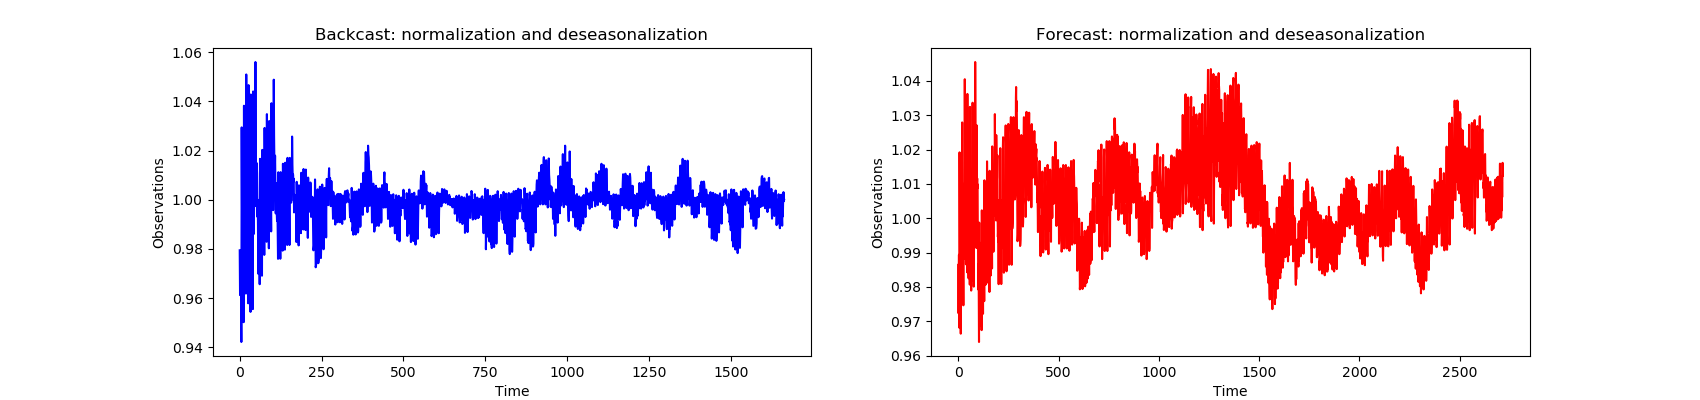 Backcast: normalization and deseasonalization
1.06
1.04
1.02
1.00
0.98
0.96
0.94
Observations
0 250 500 750 1000 1250 1500
Time
Forecast: normalization and deseasonalization
1.04
1.03
1.02
1.01
1.00
0.99
0.98
0.97
0.96
Observations
0 500 1000 1500 2000 2500
Time